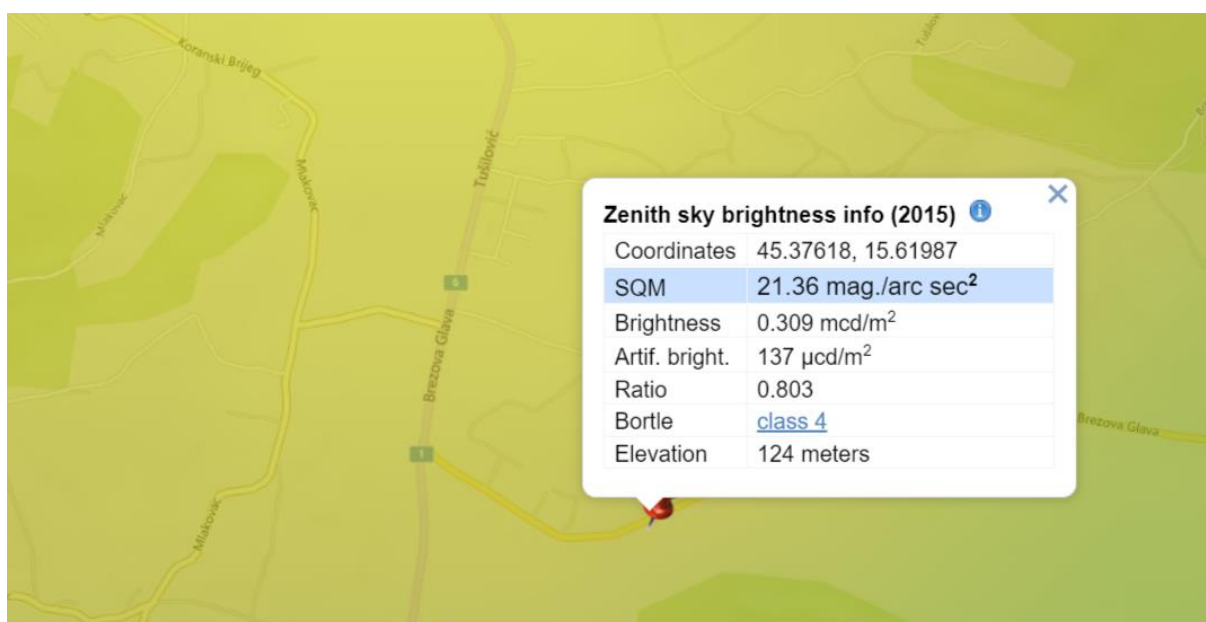 Koranski Brijeg
Tušilović
Mlakovac
Tušilović
Mlakovac
Zenith sky brightness info (2015)
Coordinates 45.37618, 15.61987
SQM 21.36 mag./arc sec²
Brightness 0.309 mcd/m²
Artif. bright. 137 μcd/m²
Ratio 0.803
Bortle class 4
Elevation 124 meters
6
Brezova Glava
Brezova Glava
1
Mlakovac